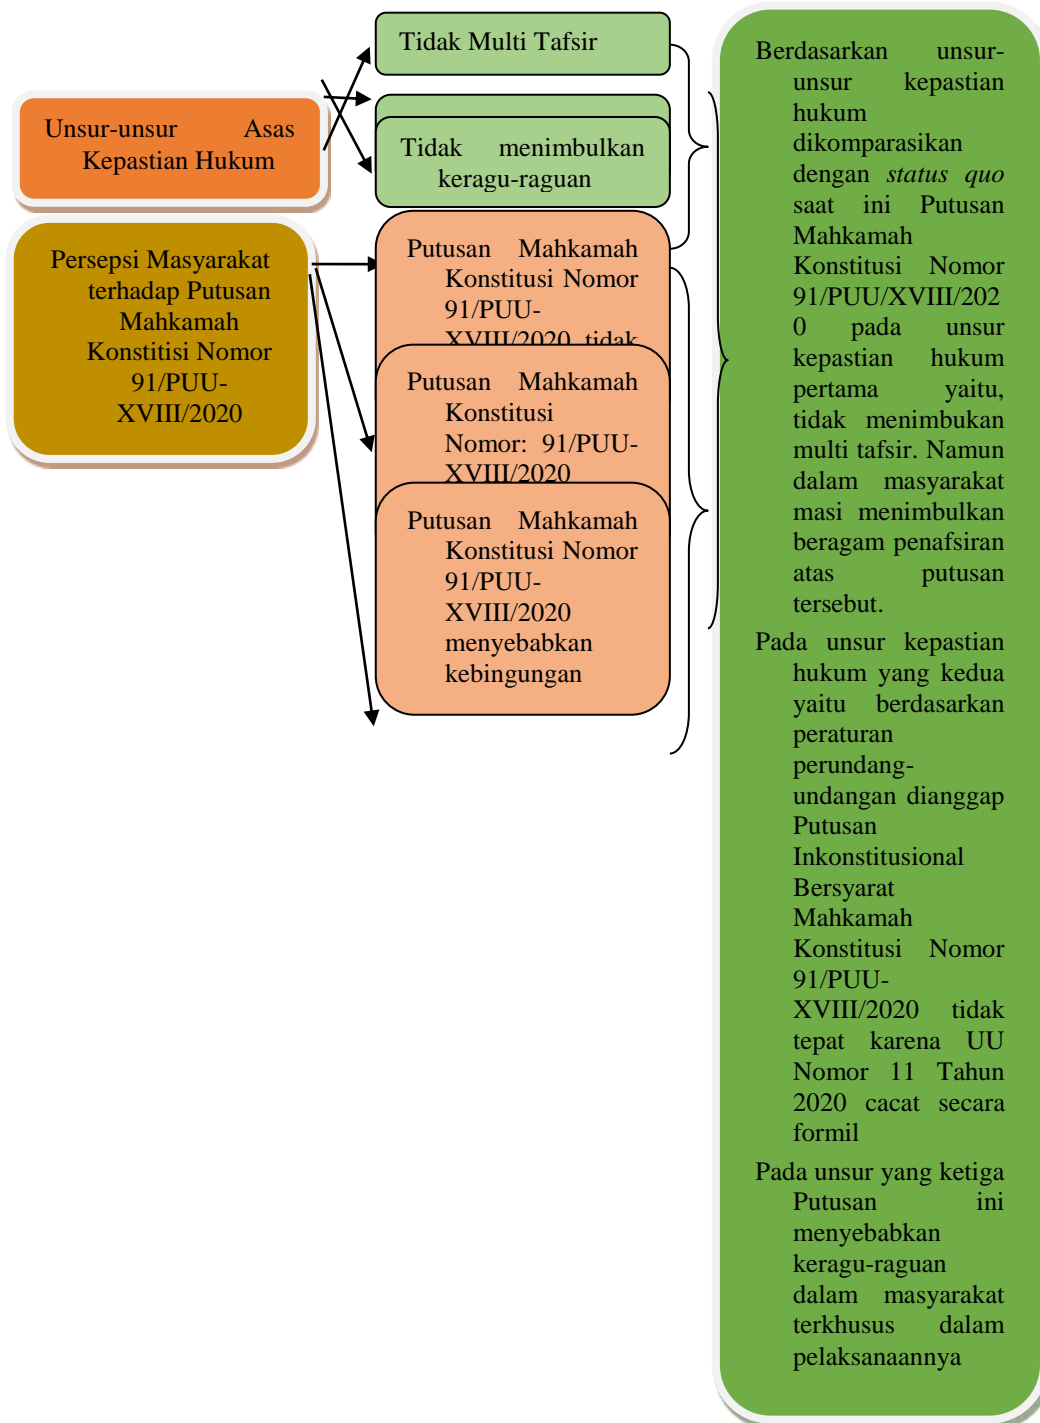 Tidak Multi Tafsir
Unsur-unsur Asas
Kepastian Hukum
Tidak menimbulkan
keragu-raguan
Persepsi Masyarakat
terhadap Putusan
Mahkamah
Konstitisi Nomor
91/PUU-
XVIII/2020
Putusan Mahkamah
Konstitusi Nomor
91/PUU-
XVIII/2020 tidak
Putusan Mahkamah
Konstitusi
Nomor: 91/PUU-
XVIII/2020
Putusan Mahkamah
Konstitusi Nomor
91/PUU-
XVIII/2020
menyebabkan
kebingungan
Berdasarkan unsur-
unsur kepastian
hukum
dikomparasikan
dengan status quo
saat ini Putusan
Mahkamah
Konstitusi Nomor
91/PUU/XVIII/202
0 pada unsur
kepastian hukum
pertama yaitu,
tidak menimbukan
multi tafsir. Namun
dalam masyarakat
masi menimbulkan
beragam penafsiran
atas putusan
tersebut.
Pada unsur kepastian
hukum yang kedua
yaitu berdasarkan
peraturan
perundang-
undangan dianggap
Putusan
Inkonstitusional
Bersyarat
Mahkamah
Konstitusi Nomor
91/PUU-
XVIII/2020 tidak
tepat karena UU
Nomor 11 Tahun
2020 cacat secara
formil
Pada unsur yang ketiga
Putusan ini
menyebabkan
keragu-raguan
dalam masyarakat
terkhusus dalam
pelaksanaannya